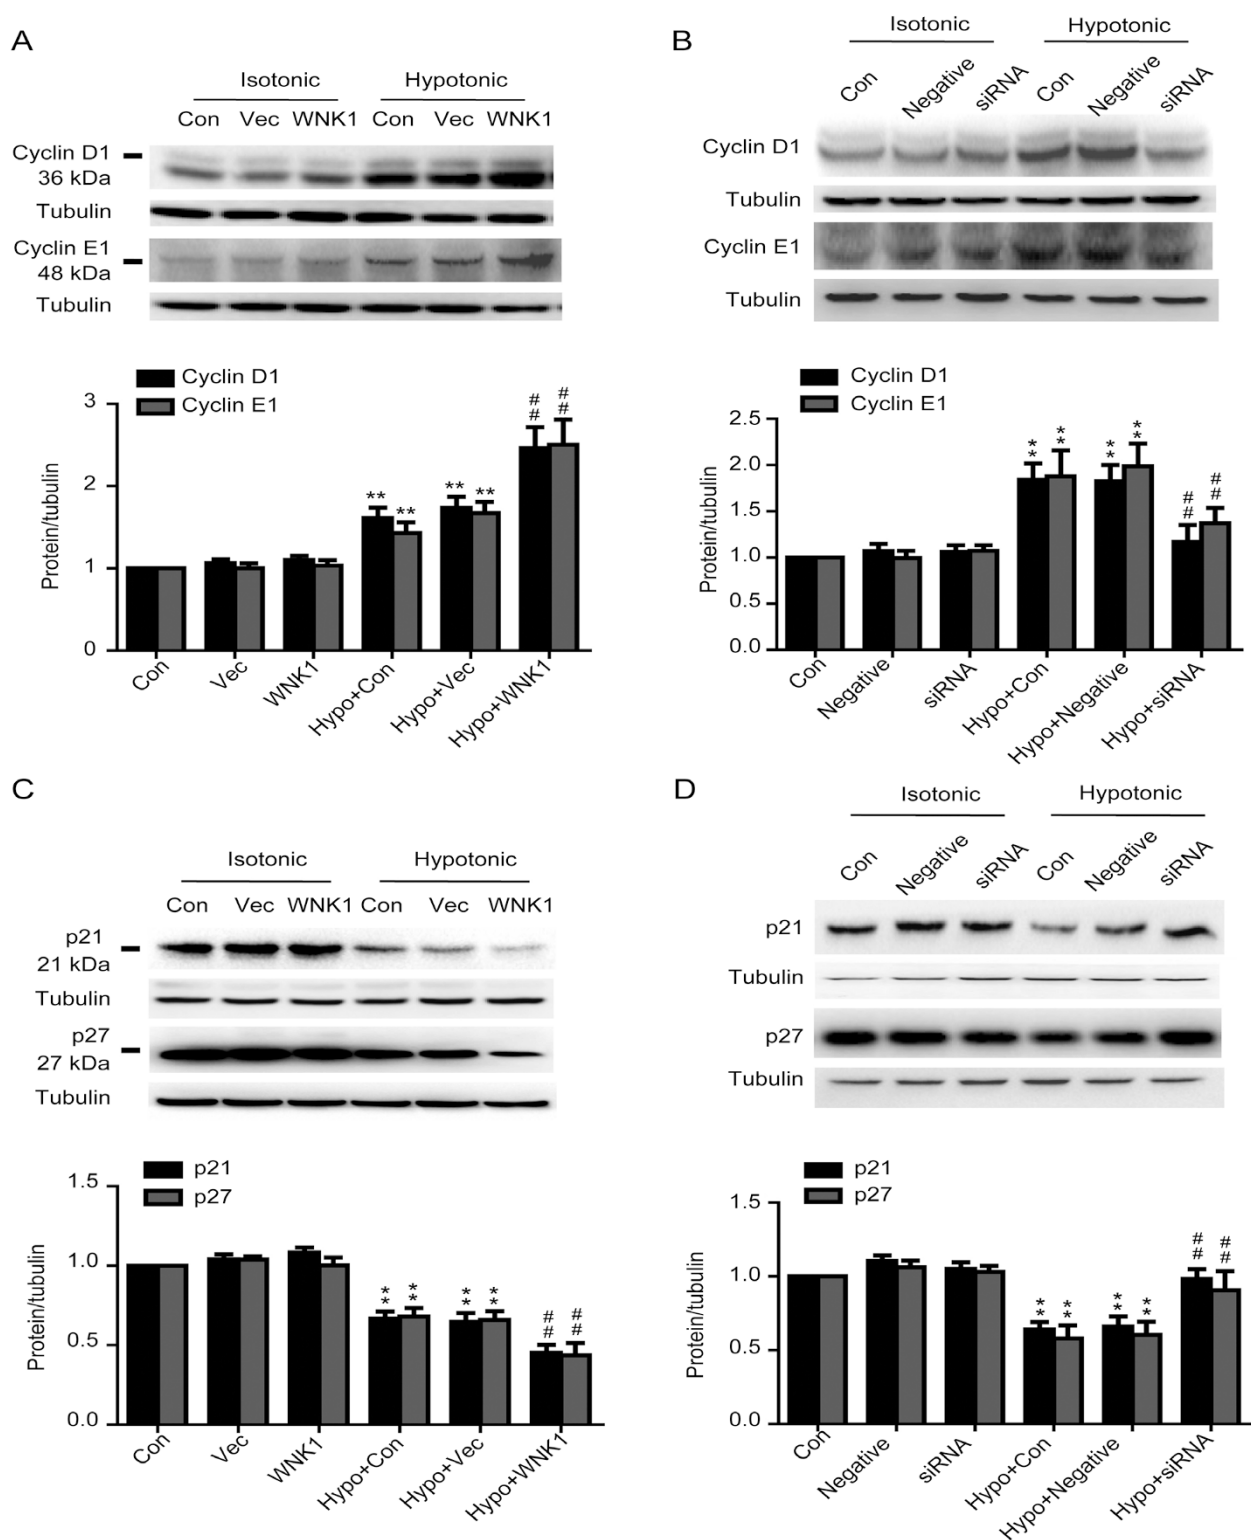 A
Isotonic Hypotonic
Con Vec WNK1 Con Vec WNK1
Cyclin D1
36 kDa
Tubulin
Cyclin E1
48 kDa
Tubulin
Cyclin D1
Cyclin E1
3
2
1
0
Protein/tubulin
** ** ** ** ## ##
Con Vec WNK1 Hypo+Con Hypo+Vec Hypo+WNK1
B
Isotonic Hypotonic
Con Negative siRNA Con Negative siRNA
Cyclin D1
Tubulin
Cyclin E1
Tubulin
Cyclin D1
Cyclin E1
2.5
2.0
1.5
1.0
0.5
0.0
Protein/tubulin
** ** ** ** ## ##
Con Negative siRNA Hypo+Con Hypo+Negative Hypo+siRNA
C
Isotonic Hypotonic
Con Vec WNK1 Con Vec WNK1
p21
21 kDa
Tubulin
p27
27 kDa
Tubulin
p21
p27
1.5
1.0
0.5
0.0
Protein/tubulin
** ** ** ** ## ##
Con Vec WNK1 Hypo+Con Hypo+Vec Hypo+WNK1
D
Isotonic Hypotonic
Con Negative siRNA Con Negative siRNA
p21
Tubulin
p27
Tubulin
p21
p27
1.5
1.0
0.5
0.0
Protein/tubulin
** ** ** ** ## ##
Con Negative siRNA Hypo+Con Hypo+Negative Hypo+siRNA